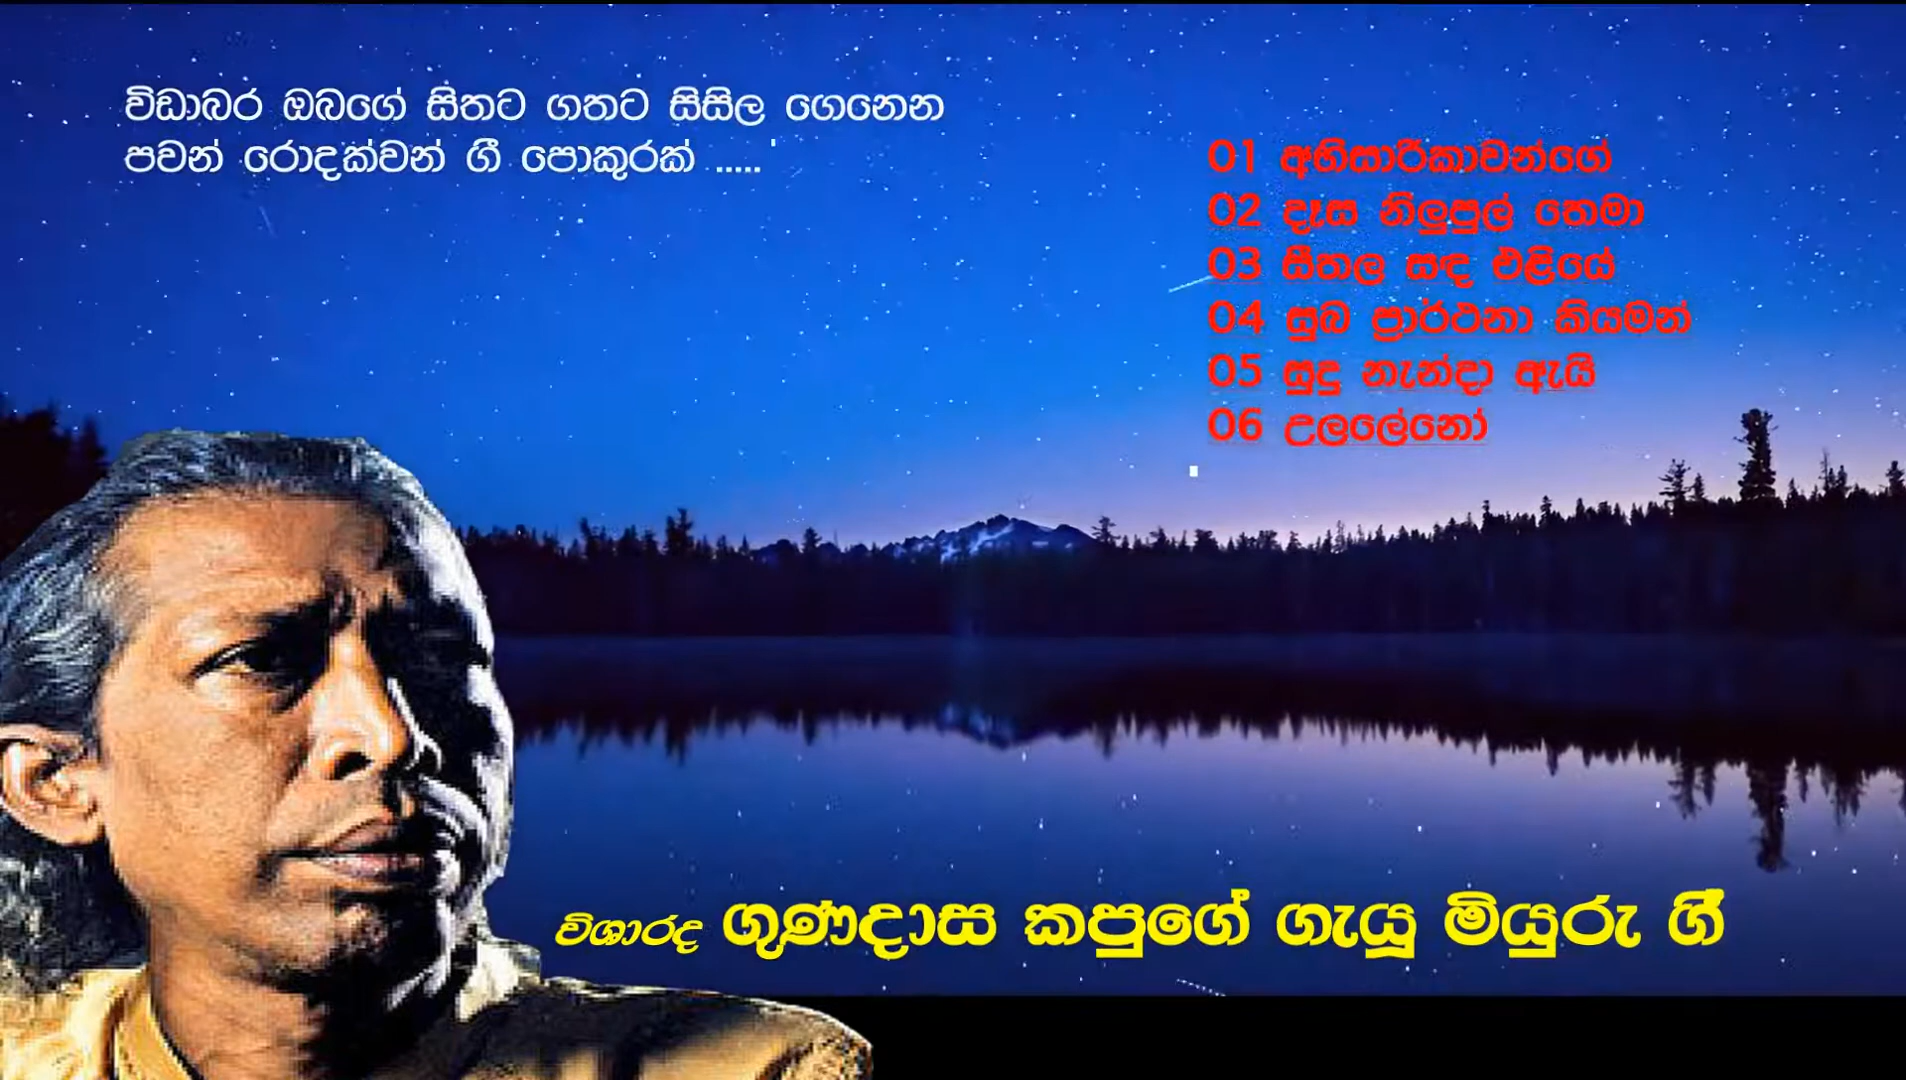 විඩාබර ඔබගේ සිතට ගතට සිසිල ගෙනෙන
පවන් රොදක්වන් ගී පොකුරක් .....
01 අභිසාරිකාවන්ගේ
02 දෑස නිලුපුල් තෙමා
03 සීතල සඳ එළියේ
04 සුබ ප්‍රාර්ථනා කියමන්
05 සුදු නැන්දා ඇයි
06 උලලේනෝ
විශාරද ගුණදාස කපුගේ ගැයූ මියුරු ගී